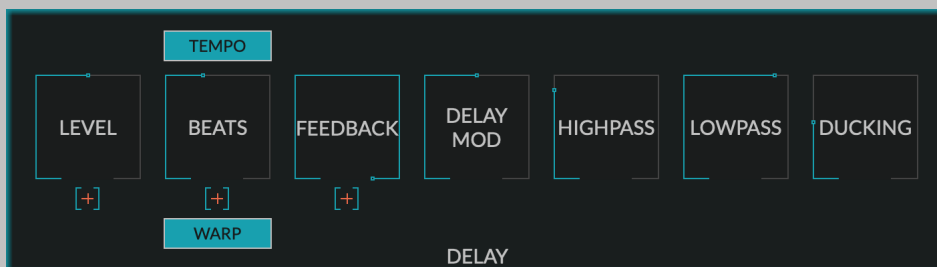 TEMPO
LEVEL
BEATS
FEEDBACK
DELAY
MOD
HIGHPASS
LOWPASS
DUCKING
[+]
[+]
[+]
WARP
DELAY